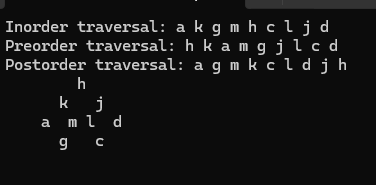 Inorder traversal: a k g m h c l j d
Preorder traversal: h k a m g j l c d
Postorder traversal: a g m k c l d j h
h
k j
a m l d
g c